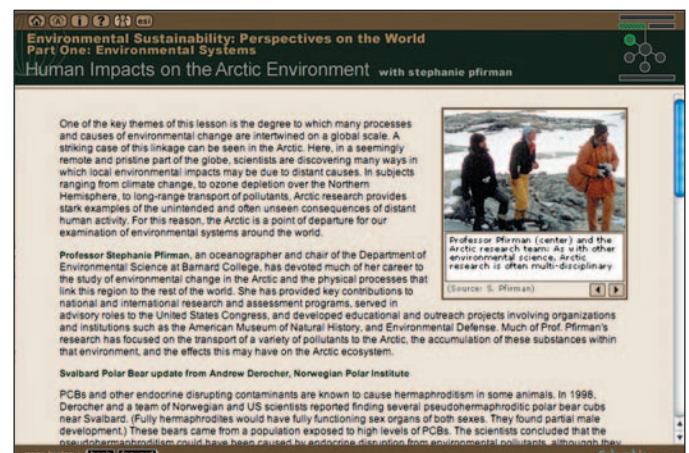 esi
Environmental Sustainability: Perspectives on the World
Part One: Environmental Systems
Human Impacts on the Arctic Environment with stephanie pfirman
One of the key themes of this lesson is the degree to which many processes
and causes of environmental change are intertwined on a global scale. A
striking case of this linkage can be seen in the Arctic. Here, in a seemingly
remote and pristine part of the globe, scientists are discovering many ways in
which local environmental impacts may be due to distant causes. In subjects
ranging from climate change, to ozone depletion over the Northern
Hemisphere, to long-range transport of pollutants, Arctic research provides
stark examples of the unintended and often unseen consequences of distant
human activity. For this reason, the Arctic is a point of departure for our
examination of environmental systems around the world.
Professor Pfirman (center) and the
Arctic research team: As with other
environmental science, Arctic
research is often multi-disciplinary
(Source: S. Pfirman)
Professor Stephanie Pfirman, an oceanographer and chair of the Department of
Environmental Science at Barnard College, has devoted much of her career to
the study of environmental change in the Arctic and the physical processes that
link this region to the rest of the world. She has provided key contributions to
national and international research and assessment programs, served in
advisory roles to the United States Congress, and developed educational and outreach projects involving organizations
and institutions such as the American Museum of Natural History, and Environmental Defense. Much of Prof. Pfirman's
research has focused on the transport of a variety of pollutants to the Arctic, the accumulation of these substances within
that environment, and the effects this may have on the Arctic ecosystem.
Svalbard Polar Bear update from Andrew Derocher, Norwegian Polar Institute
PCBs and other endocrine disrupting contaminants are known to cause hermaphroditism in some animals. In 1998,
Derocher and a team of Norwegian and US scientists reported finding several pseudohermaphroditic polar bear cubs
near Svalbard. (Fully hermaphrodites would have fully functioning sex organs of both sexes. They found partial male
development.) These bears came from a population exposed to high levels of PCBs. The scientists concluded that the
pseudohermaphroditism could have been caused by endocrine disruption from environmental pollutants, although they